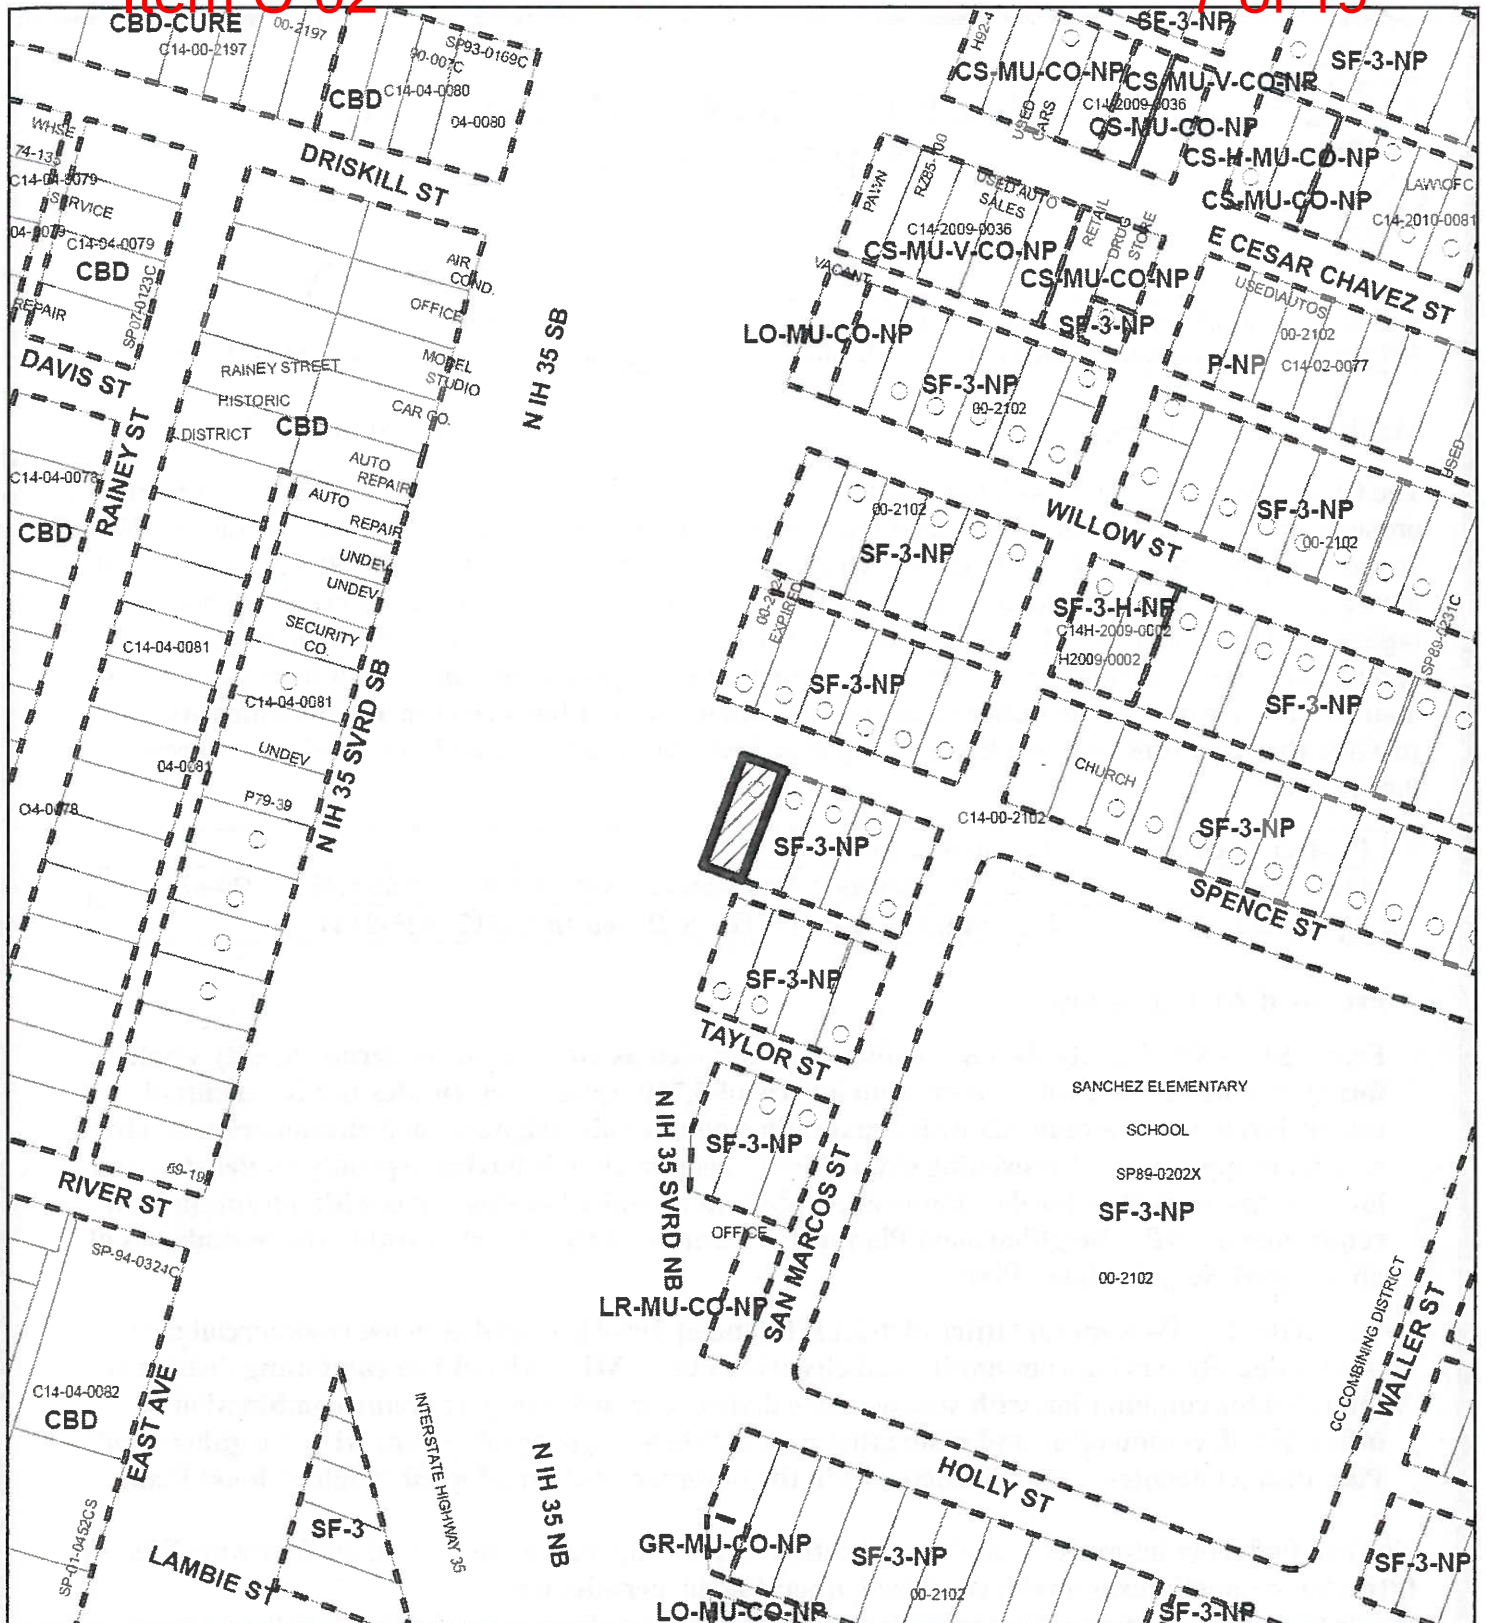 Item C-02
7 of 15
CBD-CURE
C14-00-2197
00-2197
SP93-0169C
90-007C
CBD
C14-04-0080
04-0080
H92-4
SF-3-NP
SF-3-NP
CS-MU-CO-NP
CS-MU-V-CO-NP
USED CARS
C14-2009-0036
CS-MU-CO-NP
CS-H-MU-CO-NP
CS-MU-CO-NP
C14-2010-0081
WHSE
C14-04-0079
SERVICE
04-0079
C14-04-0079
CBD
REPAIR
SP07-0123C
DRISKILL ST
AIR
COND.
OFFICE
MODEL
STUDIO
CAR CO.
RAINEY STREET
HISTORIC
DISTRICT
CBD
AUTO
REPAIR
AUTO
REPAIR
UNDEV
UNDEV
SECURITY
CO.
C14-04-0081
C14-04-0081
UNDEV
04-0081
P79-39
DAVIS ST
RAINEY ST
C14-04-0078
CBD
O4-0078
N IH 35 SB
N IH 35 SVRD SB
PAWN
USED AUTO
SALES
RETAIL
DRUG
STORE
C14-2009-0036
CS-MU-V-CO-NP
CS-MU-CO-NP
VACANT
SF-3-NP
E CESAR CHAVEZ ST
USED AUTOS
00-2102
P-NP
C14-02-0077
USED
LO-MU-CO-NP
SF-3-NP
00-2102
00-2102
SF-3-NP
WILLOW ST
SF-3-NP
00-2102
EXPIRED
SF-3-H-NP
C14H-2009-0002
H2009-0002
SP89-0231C
SF-3-NP
SF-3-NP
CHURCH
C14-00-2102
SF-3-NP
SF-3-NP
SPENCE ST
SF-3-NP
TAYLOR ST
SANCHEZ ELEMENTARY
SCHOOL
SP89-0202X
SF-3-NP
00-2102
SF-3-NP
N IH 35 SVRD NB
OFFICE
SAN MARCOS ST
LR-MU-CO-NP
69-19
RIVER ST
SP-94-0324C
C14-04-0082
CBD
EAST AVE
SP-01-0452CS
SF-3
LAMBIE ST
INTERSTATE HIGHWAY 35
N IH 35 NB
CC COMBINING DISTRICT
WALLER ST
HOLLY ST
GR-MU-CO-NP
SF-3-NP
00-2102
SF-3-NP
LO-MU-CO-NP
SF-3-NP